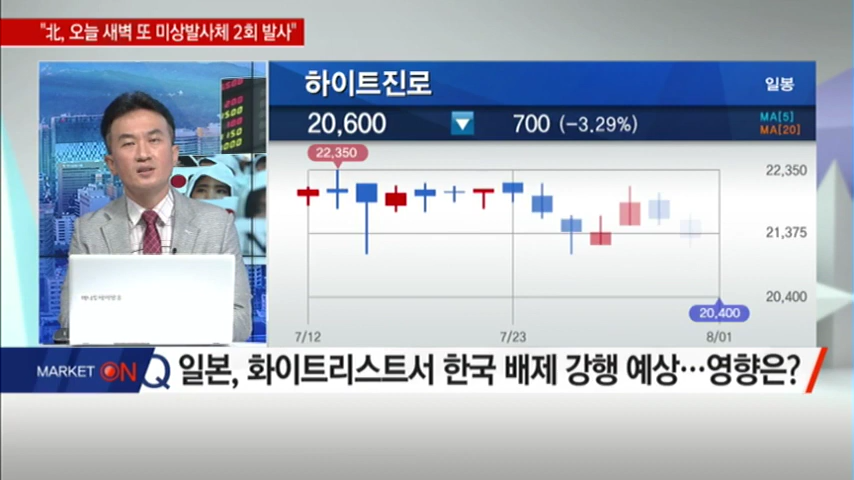 "北, 오늘 새벽 또 미상발사체 2회 발사"
하이트진로
일봉
20,600 ▼ 700 (-3.29%)
MA[5]
MA[20]
22,350
22,350
21,375
20,400
20,400
7/12
7/23
8/01
MARKET ON
Q 일본, 화이트리스트서 한국 배제 강행 예상…영향은?